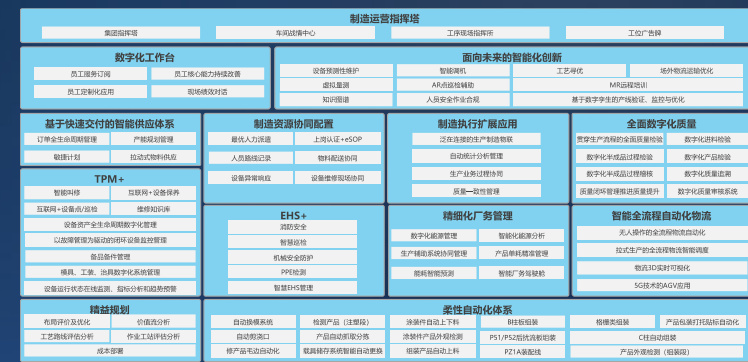 制造运营指挥塔
集团指挥塔 车间战情中心 工序现场指挥所 工位广告牌
数字化工作台
员工服务订阅 员工核心能力持续改善
员工定制化应用 现场绩效对话
面向未来的智能化创新
设备预测性维护 智能调机 工艺寻优 场外物流运输优化
虚拟量测 AR点巡检辅助 MR远程培训
知识图谱 人员安全作业合规 基于数字孪生的产线验证、监控与优化
基于快速交付的智能供应体系
订单全生命周期管理 产能规划管理
敏捷计划 拉动式物料供应
制造资源协同配置
最优人力派遣 上岗认证+eSOP
人员路线记录 物料配送协同
设备异常响应 设备维修现场协同
制造执行扩展应用
泛在连接的生产制造物联
自动统计分析管理
生产业务过程协同
质量一致性管理
全面数字化质量
贯穿生产流程的全面质量检验 数字化进料检验
数字化半成品过程检验 数字化产品检验
数字化半成品过程稽核 数字化质量追溯
质量闭环管理推进质量提升 数字化质量审核系统
TPM+
智能叫修 互联网+设备保养
互联网+设备点/巡检 维修知识库
设备资产全生命周期数字化管理
以故障管理为驱动的闭环设备监控管理
备品备件管理
模具、工装、治具数字化系统管理
设备运行状态在线监测、指标分析和趋势预警
EHS+
消防安全
智慧巡检
机械安全防护
PPE检测
智慧EHS管理
精细化厂务管理
数字化能源管理 智能化能源分析
生产辅助系统协同管理 产品单耗精准管理
能耗智能预测 智能厂务驾驶舱
智能全流程自动化物流
无人操作的全流程物流自动化
拉式生产的全流程物流智能调度
物流3D实时可视化
5G技术的AGV应用
精益规划
布局评价及优化 价值流分析
工艺路线评估分析 作业工站评估分析
成本部署
柔性自动化体系
自动换模系统 检测产品（注塑段） 涂装件自动上下料 B柱板组装 格栅类组装 产品包装打托贴标自动化
自动剪浇口 产品自动抓取分拣 涂装件产品外观检测 P51/P52后扰流板组装 C柱自动组装
修产品毛边自动化 载具储存系统智能自动更换 组装产品自动上料 PZ1A装配线 产品外观检测（组装段）